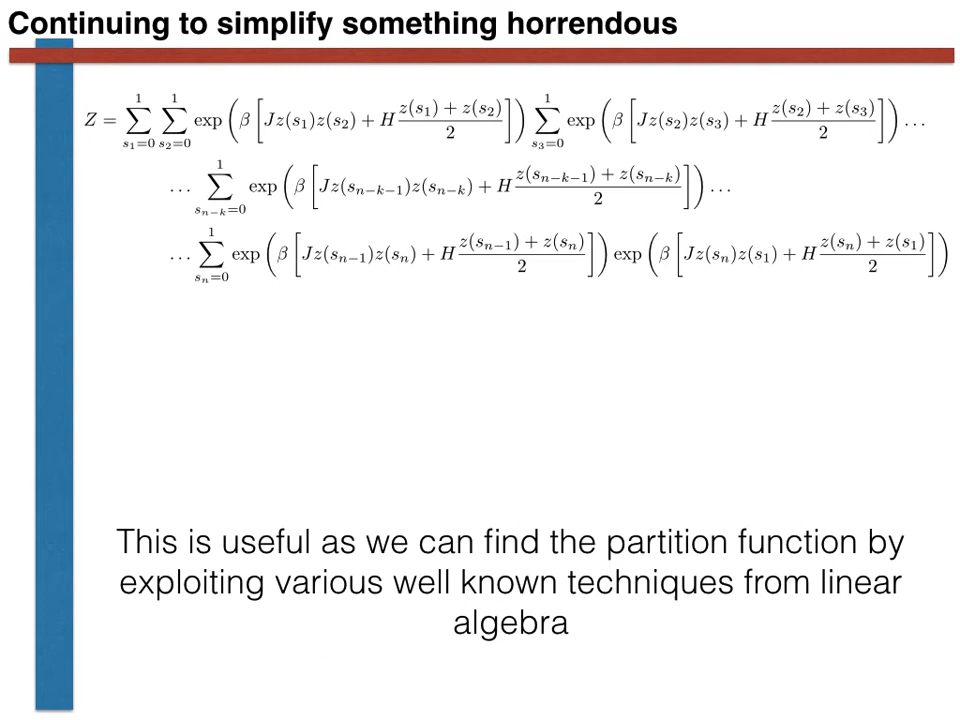 Continuing to simplify something horrendous
Z = \sum_{s_1=0}^{1} \sum_{s_2=0}^{1} \exp\left(\beta\left[Jz(s_1)z(s_2) + H\frac{z(s_1)+z(s_2)}{2}\right]\right) \sum_{s_3=0}^{1} \exp\left(\beta\left[Jz(s_2)z(s_3) + H\frac{z(s_2)+z(s_3)}{2}\right]\right) \dots
\dots \sum_{s_{n-k}=0}^{1} \exp\left(\beta\left[Jz(s_{n-k-1})z(s_{n-k}) + H\frac{z(s_{n-k-1})+z(s_{n-k})}{2}\right]\right) \dots
\dots \sum_{s_n=0}^{1} \exp\left(\beta\left[Jz(s_{n-1})z(s_n) + H\frac{z(s_{n-1})+z(s_n)}{2}\right]\right) \exp\left(\beta\left[Jz(s_n)z(s_1) + H\frac{z(s_n)+z(s_1)}{2}\right]\right)
This is useful as we can find the partition function by
exploiting various well known techniques from linear
algebra